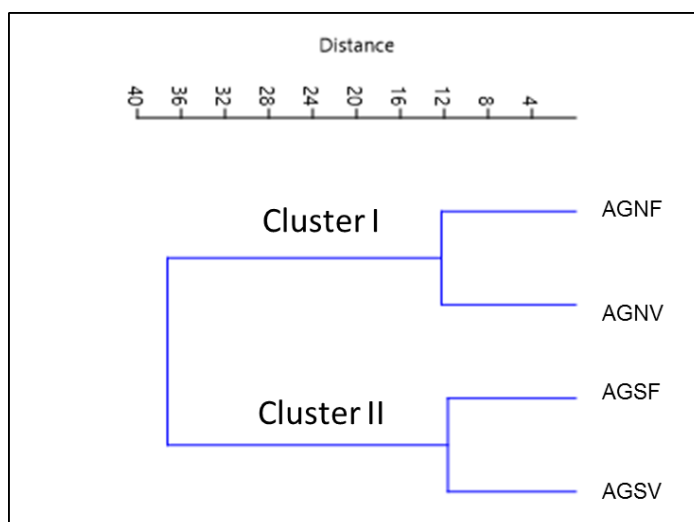 Distance
40 36 32 28 24 20 16 12 8 4
Cluster I
AGNF
AGNV
Cluster II
AGSF
AGSV